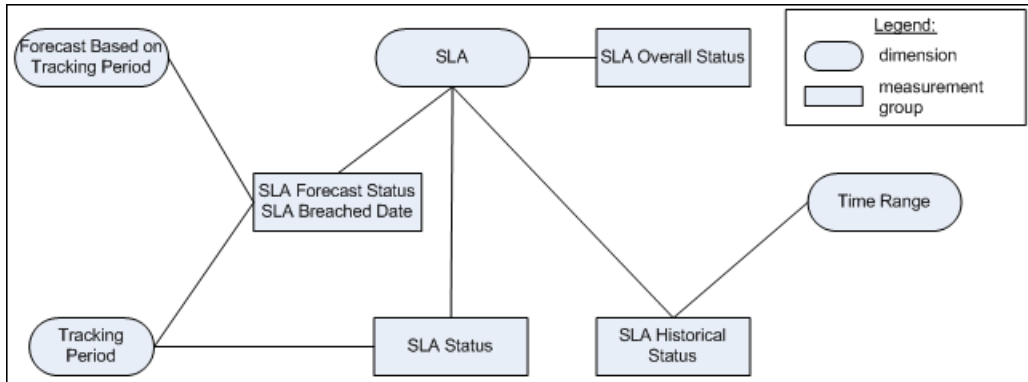 Forecast Based on
Tracking Period
SLA
SLA Overall Status
Legend:
dimension
measurement
group
SLA Forecast Status
SLA Breached Date
Time Range
Tracking
Period
SLA Status
SLA Historical
Status